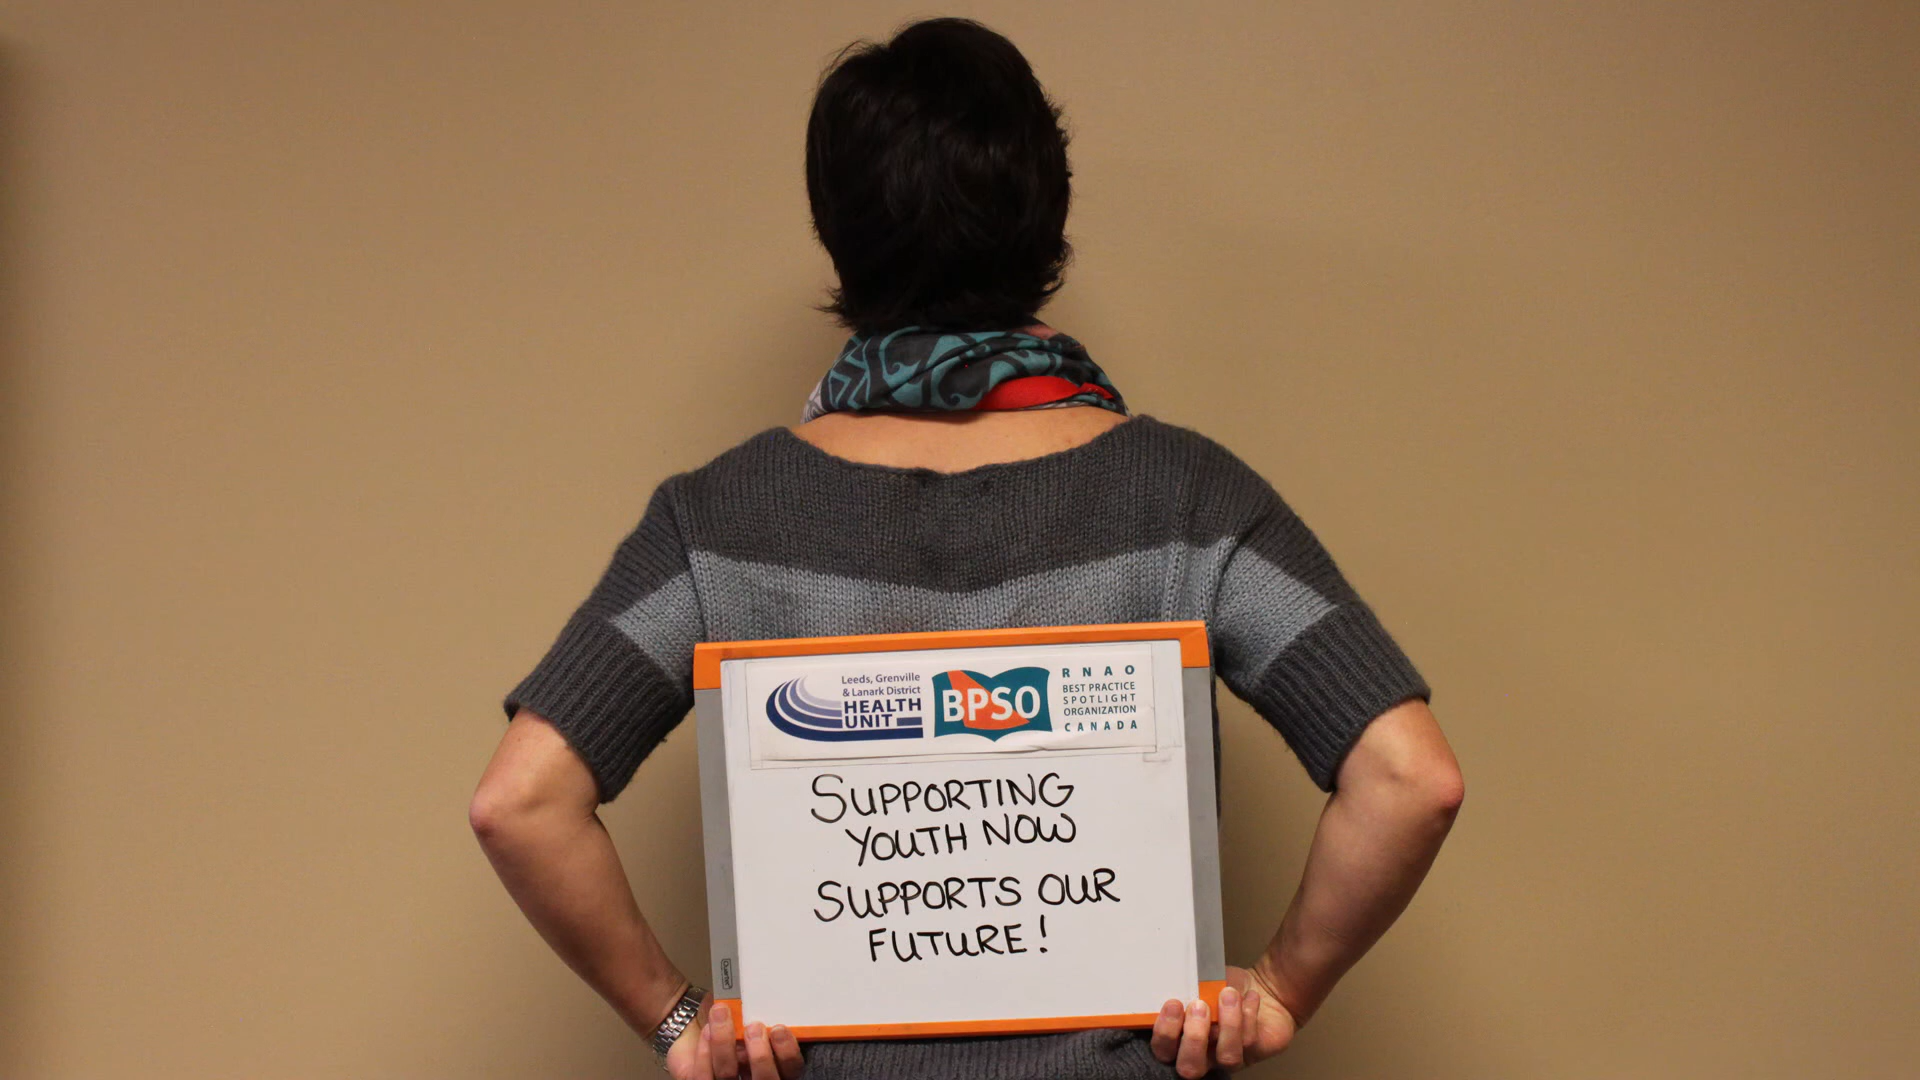 Leeds, Grenville
& Lanark District
HEALTH
UNIT
BPSO
RNAO
BEST PRACTICE
SPOTLIGHT
ORGANIZATION
CANADA
SUPPORTING
YOUTH NOW
SUPPORTS OUR
FUTURE!
Quartet